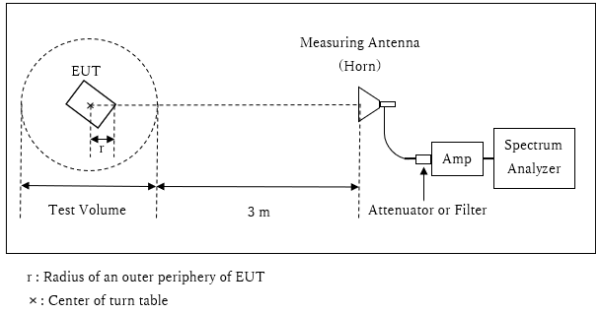 Measuring Antenna
(Horn)
EUT
r
Amp
Spectrum
Analyzer
Test Volume
3 m
Attenuator or Filter
r : Radius of an outer periphery of EUT
× : Center of turn table